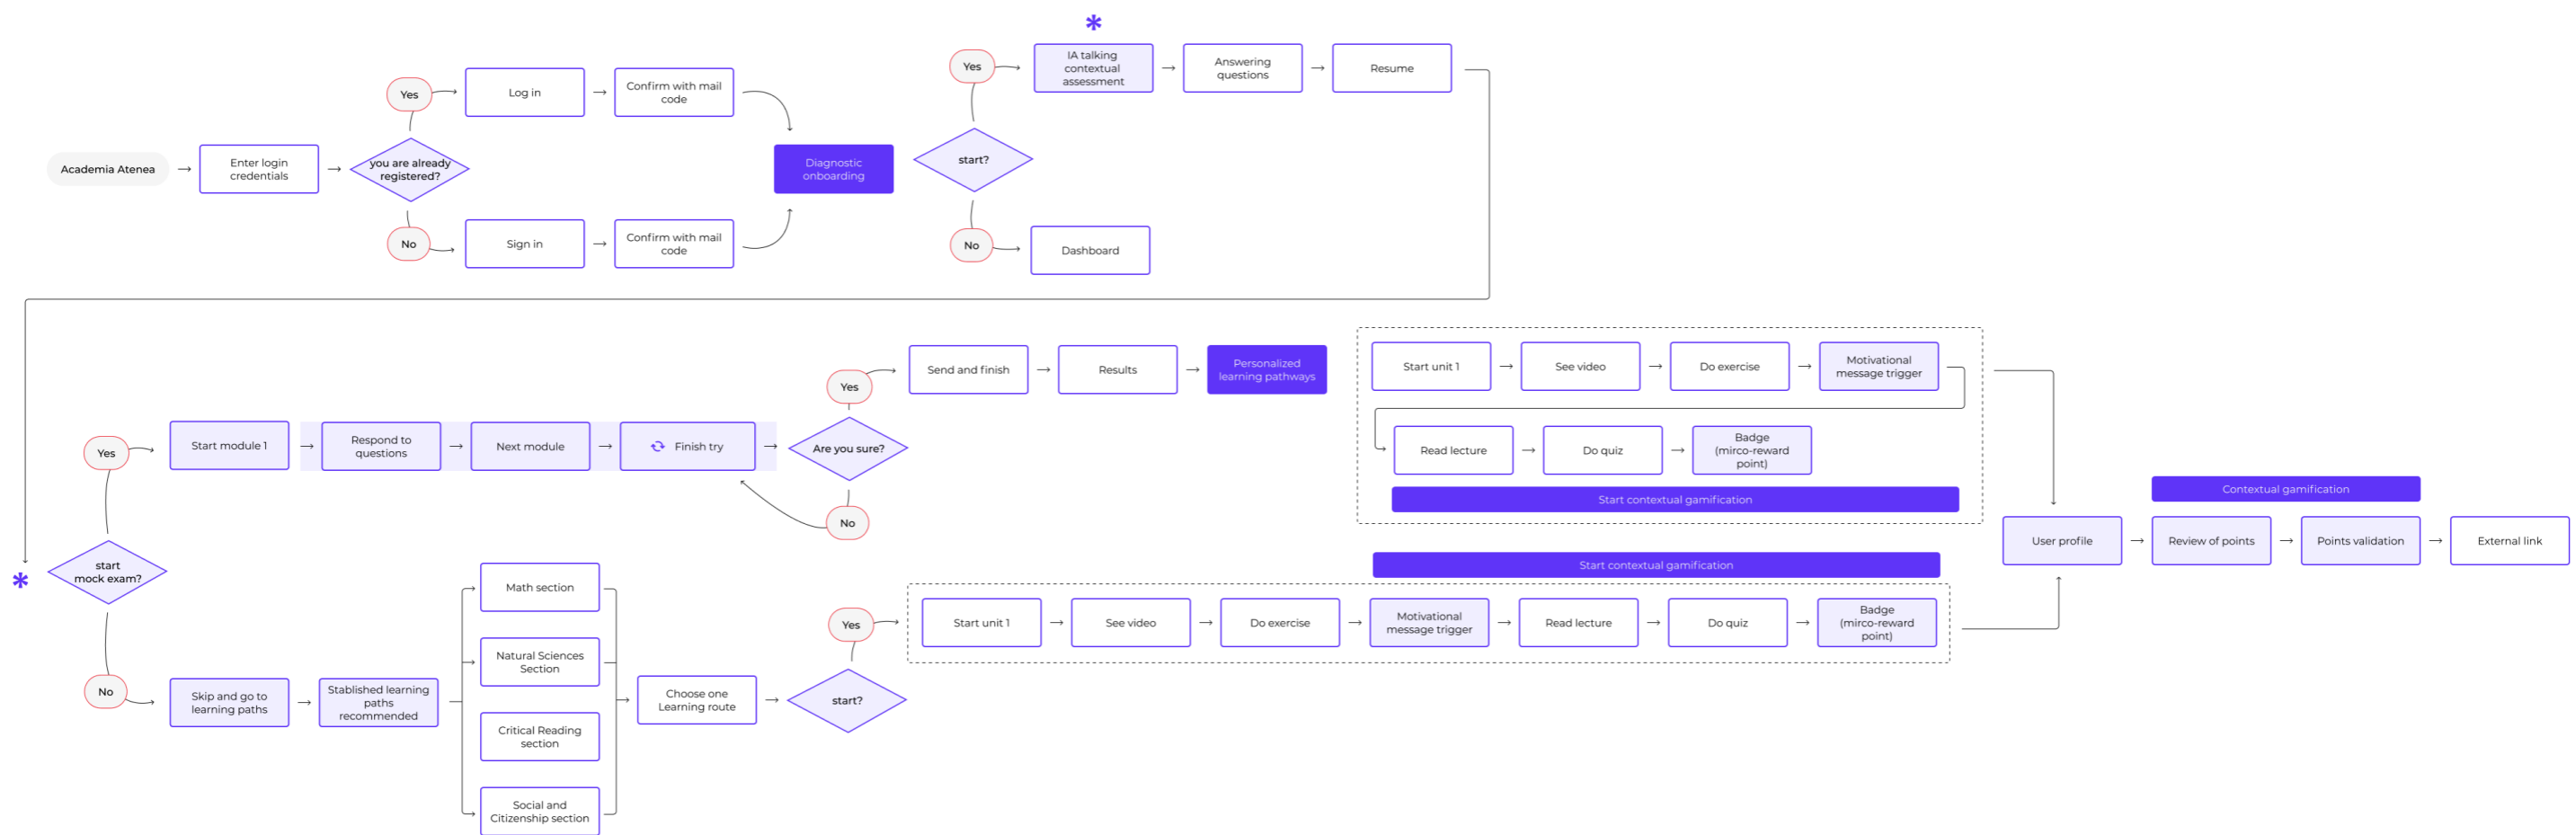 Academia Atenea
Enter login
credentials
you are already
registered?
Yes
Log in
Confirm with mail
code
No
Sign in
Confirm with mail
code
Diagnostic
onboarding
start?
Yes
*
IA talking
contextual
assessment
Answering
questions
Resume
No
Dashboard
*
start
mock exam?
Yes
Start module 1
Respond to
questions
Next module
Finish try
Are you sure?
Yes
Send and finish
Results
Personalized
learning pathways
No
Start unit 1
See video
Do exercise
Motivational
message trigger
Read lecture
Do quiz
Badge
(mirco-reward
point)
Start contextual gamification
No
Skip and go to
learning paths
Stablished learning
paths
recommended
Math section
Natural Sciences
Section
Critical Reading
section
Social and
Citizenship section
Choose one
Learning route
start?
Yes
Start contextual gamification
Start unit 1
See video
Do exercise
Motivational
message trigger
Read lecture
Do quiz
Badge
(mirco-reward
point)
Contextual gamification
User profile
Review of points
Points validation
External link